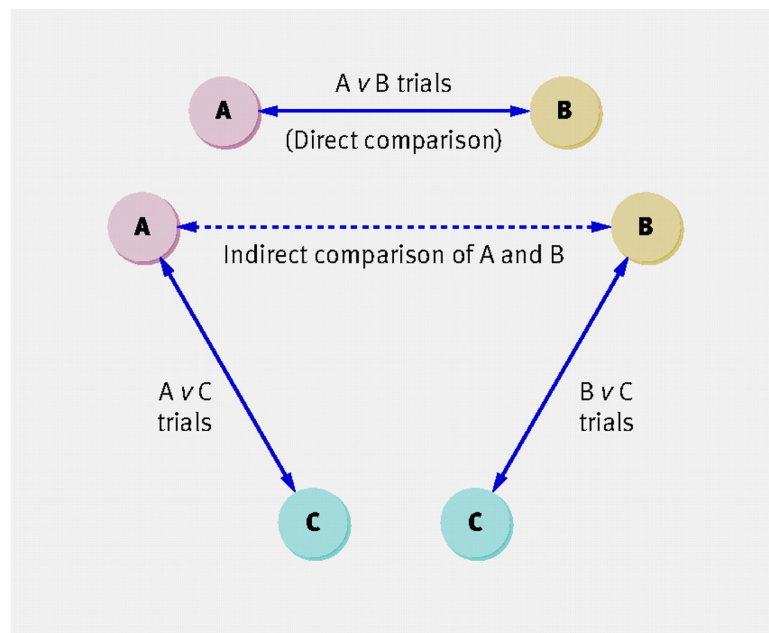 A v B trials
A
B
(Direct comparison)
A
B
Indirect comparison of A and B
A v C
trials
B v C
trials
C
C